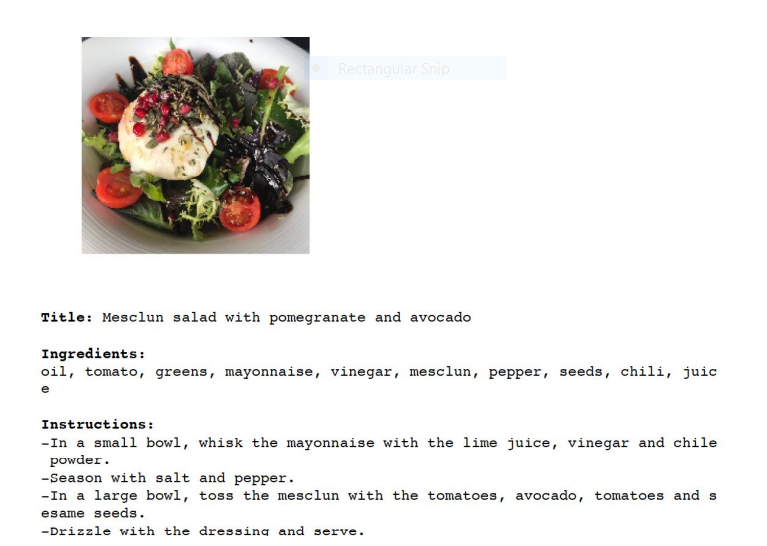 Rectangular Snip
Title: Mesclun salad with pomegranate and avocado
Ingredients:
oil, tomato, greens, mayonnaise, vinegar, mesclun, pepper, seeds, chili, juic
e
Instructions:
-In a small bowl, whisk the mayonnaise with the lime juice, vinegar and chile
powder.
-Season with salt and pepper.
-In a large bowl, toss the mesclun with the tomatoes, avocado, tomatoes and s
esame seeds.
-Drizzle with the dressing and serve.